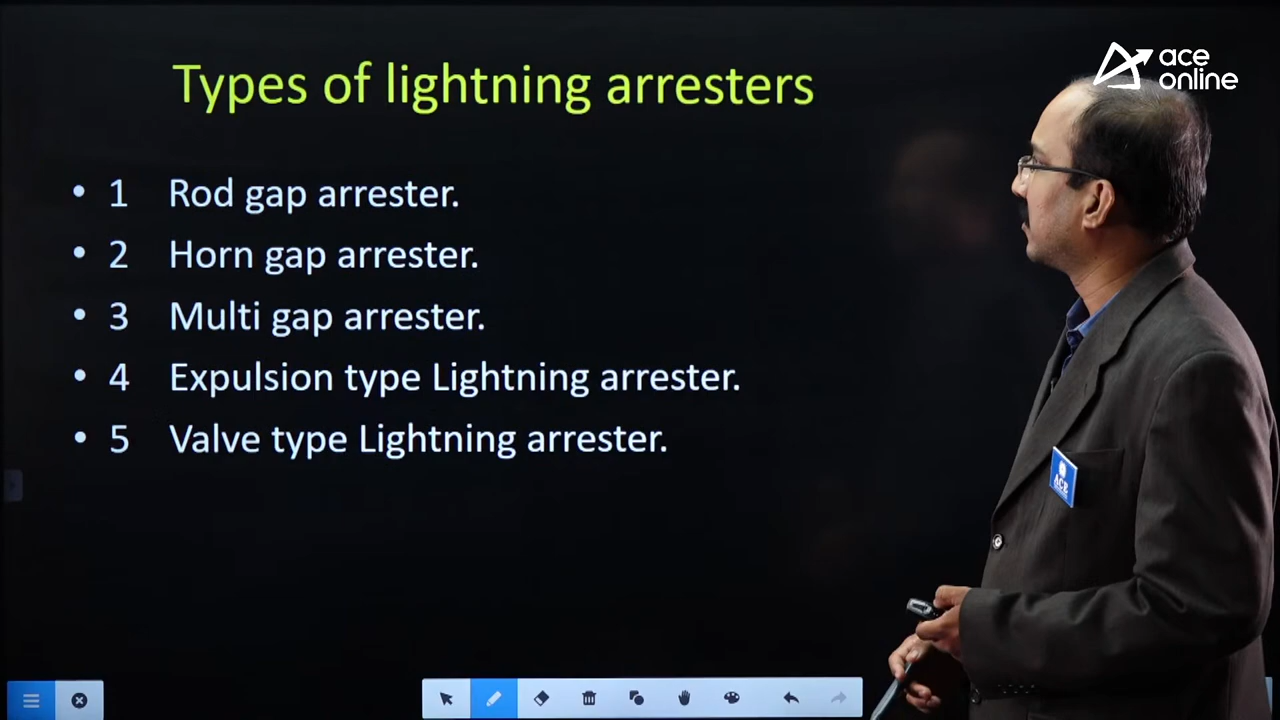 Types of lightning arresters
ace
online
• 1 Rod gap arrester.
• 2 Horn gap arrester.
• 3 Multi gap arrester.
• 4 Expulsion type Lightning arrester.
• 5 Valve type Lightning arrester.
ACE